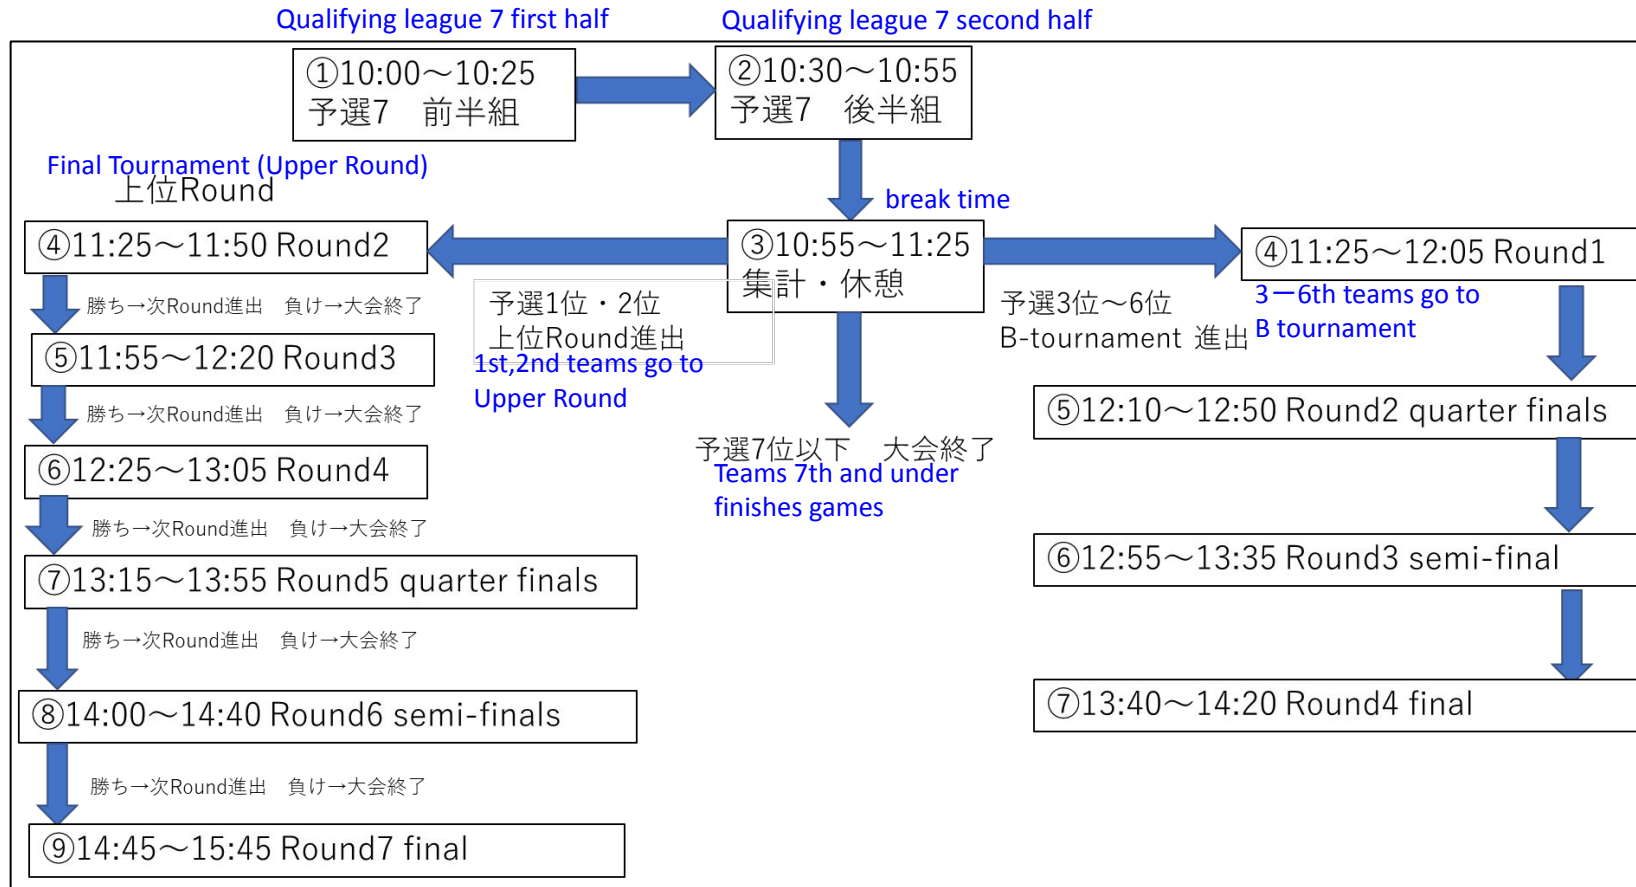 Qualifying league 7 first half
Qualifying league 7 second half
①10:00～10:25
予選7　前半組
②10:30～10:55
予選7　後半組
Final Tournament (Upper Round)
上位Round
break time
④11:25～11:50 Round2
③10:55～11:25
集計・休憩
④11:25～12:05 Round1
勝ち→次Round進出　負け→大会終了
予選1位・2位
上位Round進出
1st,2nd teams go to
Upper Round
予選3位～6位
B-tournament 進出
3－6th teams go to
B tournament
⑤11:55～12:20 Round3
勝ち→次Round進出　負け→大会終了
⑤12:10～12:50 Round2 quarter finals
予選7位以下　大会終了
Teams 7th and under
finishes games
⑥12:25～13:05 Round4
勝ち→次Round進出　負け→大会終了
⑥12:55～13:35 Round3 semi-final
⑦13:15～13:55 Round5 quarter finals
勝ち→次Round進出　負け→大会終了
⑦13:40～14:20 Round4 final
⑧14:00～14:40 Round6 semi-finals
勝ち→次Round進出　負け→大会終了
⑨14:45～15:45 Round7 final